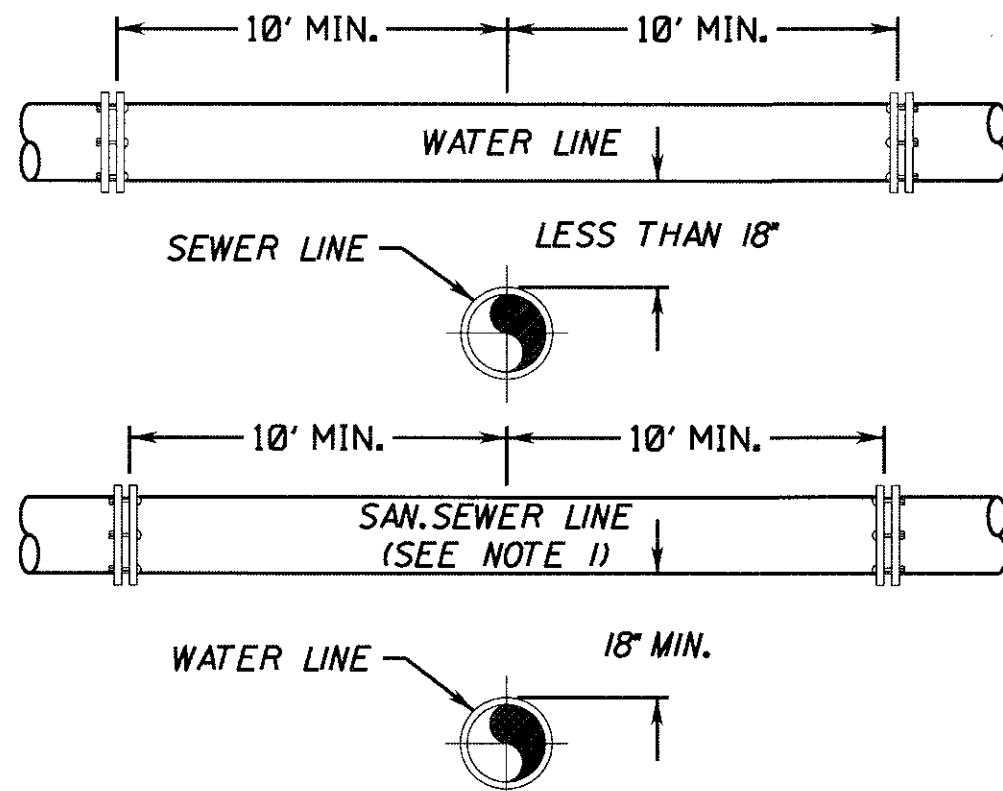 10' MIN. 10' MIN.
WATER LINE
SEWER LINE
LESS THAN 18"
10' MIN. 10' MIN.
SAN.SEWER LINE
(SEE NOTE 1)
WATER LINE
18" MIN.